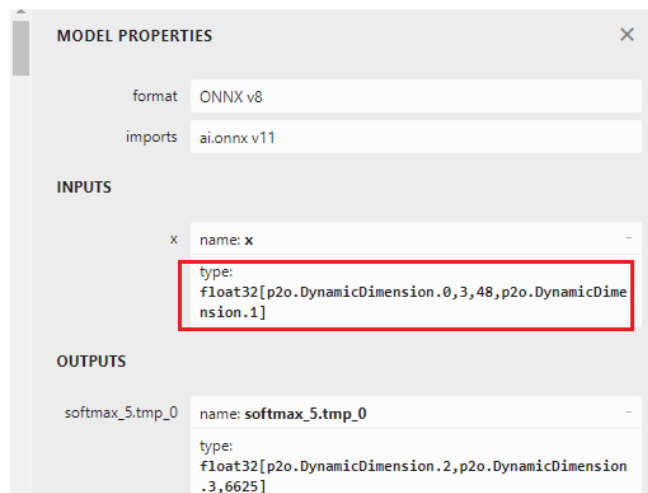 MODEL PROPERTIES ×
format ONNX v8
imports ai.onnx v11
INPUTS
x name: x -
type:
float32[p2o.DynamicDimension.0,3,48,p2o.DynamicDime
nsion.1]
OUTPUTS
softmax_5.tmp_0 name: softmax_5.tmp_0 -
type:
float32[p2o.DynamicDimension.2,p2o.DynamicDimension
.3,6625]